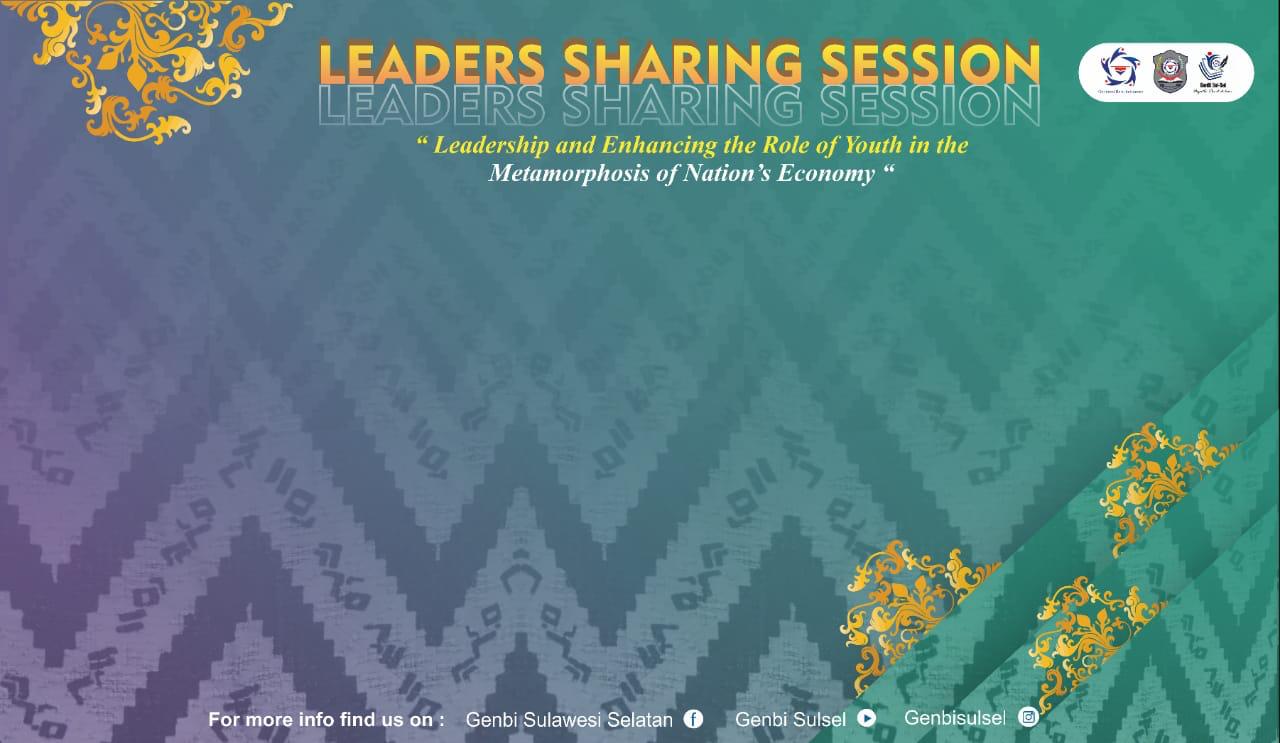 LEADERS SHARING SESSION
LEADERS SHARING SESSION
“ Leadership and Enhancing the Role of Youth in the
Metamorphosis of Nation’s Economy “
For more info find us on : Genbi Sulawesi Selatan Genbi Sulsel Genbisulsel